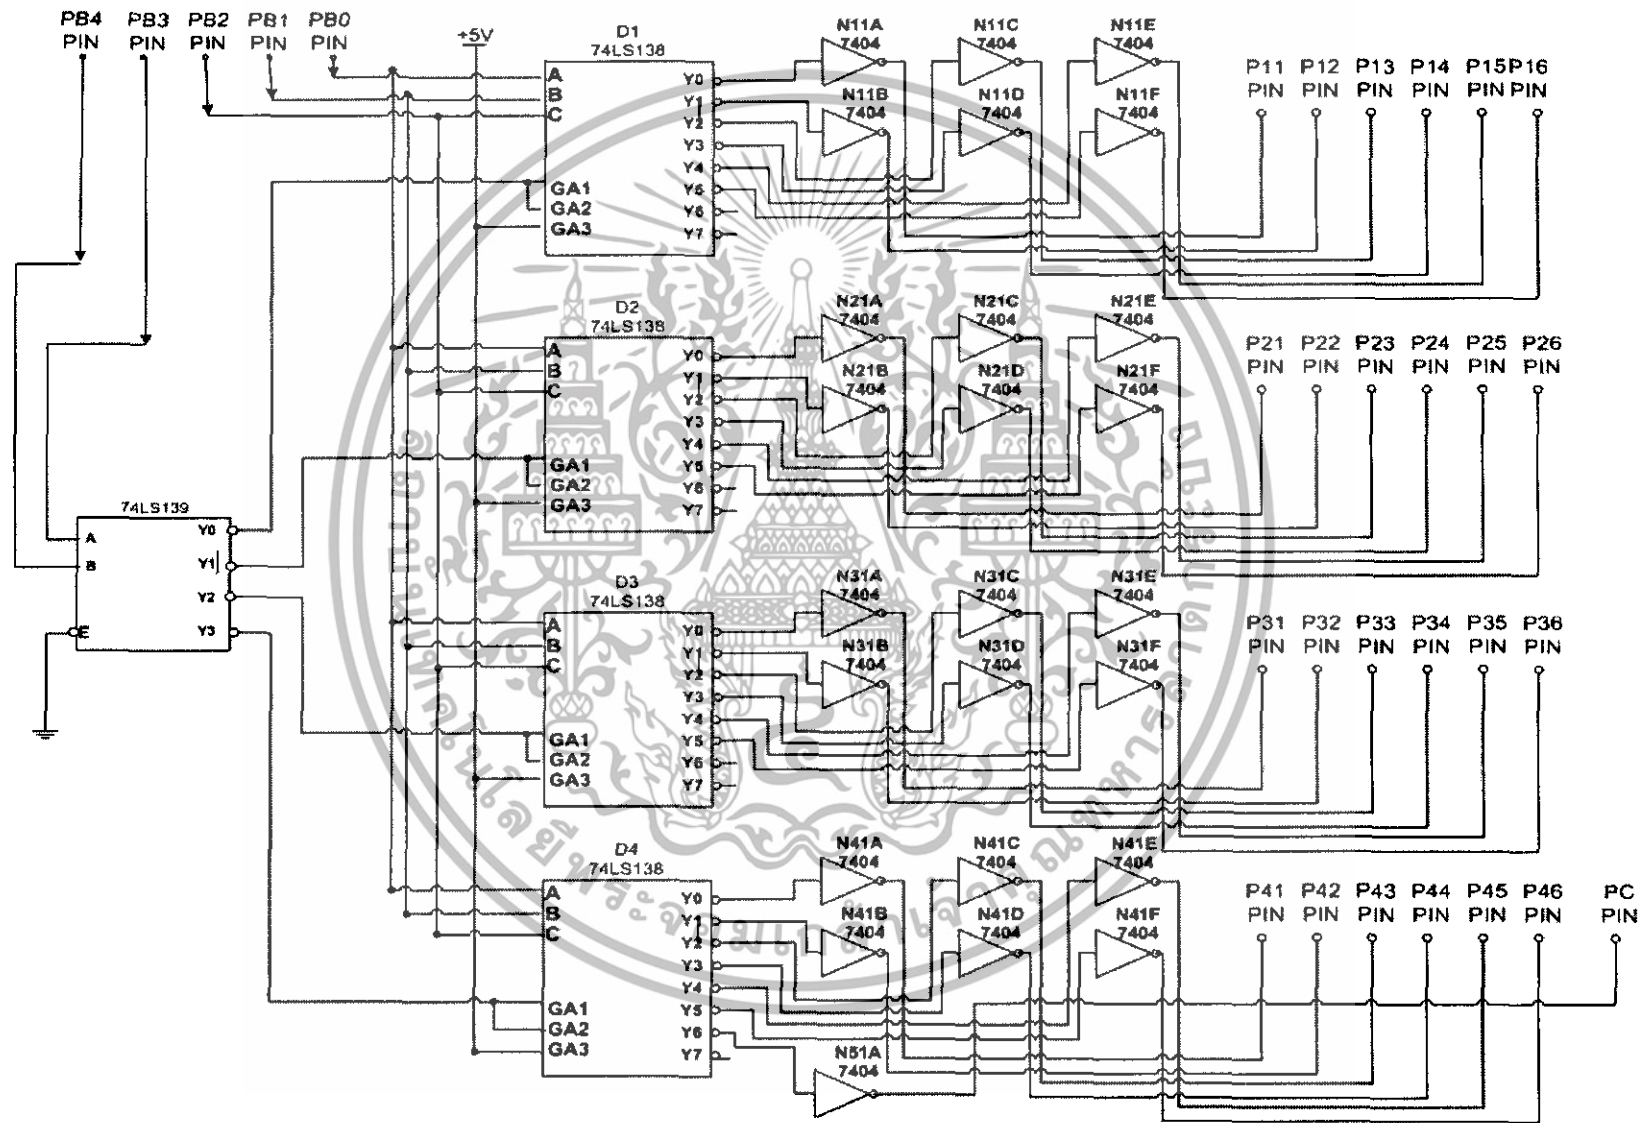 PB4 PB3 PB2 PB1 PB0
PIN PIN PIN PIN PIN
+5V
D1
74LS138
A
B
C
GA1
GA2
GA3
Y0
Y1
Y2
Y3
Y4
Y5
Y6
Y7
N11A
7404
N11C
7404
N11E
7404
N11B
7404
N11D
7404
N11F
7404
P11 P12 P13 P14 P15 P16
PIN PIN PIN PIN PIN PIN
D2
74LS138
A
B
C
GA1
GA2
GA3
Y0
Y1
Y2
Y3
Y4
Y5
Y6
Y7
N21A
7404
N21C
7404
N21E
7404
N21B
7404
N21D
7404
N21F
7404
P21 P22 P23 P24 P25 P26
PIN PIN PIN PIN PIN PIN
74LS139
A
B
E
Y0
Y1
Y2
Y3
D3
74LS138
A
B
C
GA1
GA2
GA3
Y0
Y1
Y2
Y3
Y4
Y5
Y6
Y7
N31A
7404
N31C
7404
N31E
7404
N31B
7404
N31D
7404
N31F
7404
P31 P32 P33 P34 P35 P36
PIN PIN PIN PIN PIN PIN
D4
74LS138
A
B
C
GA1
GA2
GA3
Y0
Y1
Y2
Y3
Y4
Y5
Y6
Y7
N41A
7404
N41C
7404
N41E
7404
N41B
7404
N41D
7404
N41F
7404
N51A
7404
P41 P42 P43 P44 P45 P46 PC
PIN PIN PIN PIN PIN PIN PIN